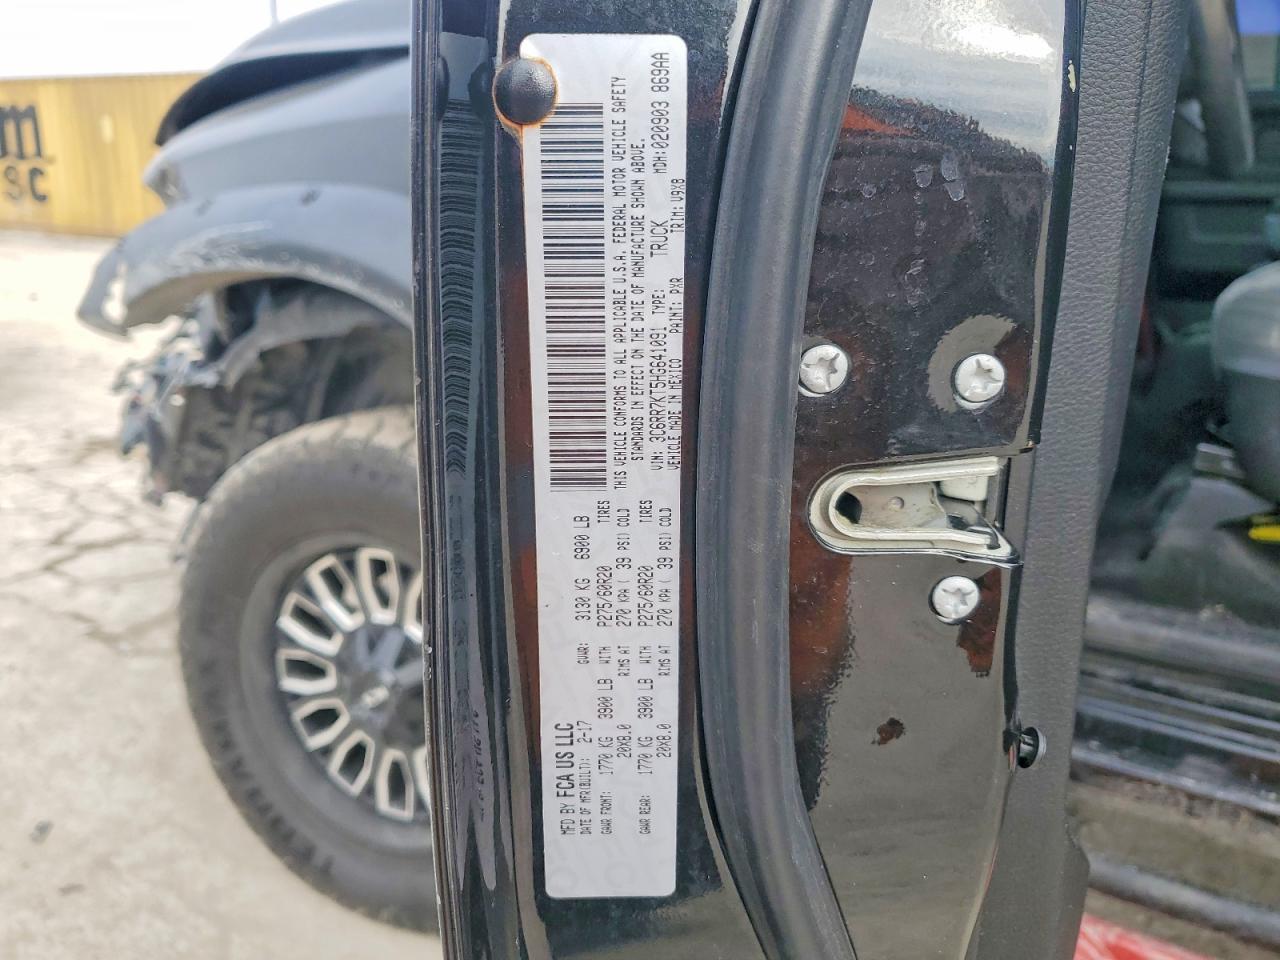 MFD BY FCA US LLC
DATE OF MFR(BUILT): 2-17 GVWR: 3130 KG 6900 LB
GAWR FRONT: 1770 KG 3900 LB WITH P275/60R20 TIRES
20X8.0 RIMS AT 270 KPA ( 39 PSI) COLD
GAWR REAR: 1770 KG 3900 LB WITH P275/60R20 TIRES
20X8.0 RIMS AT 270 KPA ( 39 PSI) COLD
THIS VEHICLE CONFORMS TO ALL APPLICABLE U.S.A. FEDERAL MOTOR VEHICLE SAFETY
STANDARDS IN EFFECT ON THE DATE OF MANUFACTURE SHOWN ABOVE.
VIN: 3C6RR7KT5HG641091 TYPE: TRUCK MDH:020903 869AA
VEHICLE MADE IN MEXICO PAINT: PXR TRIM: V9X8
m
sc